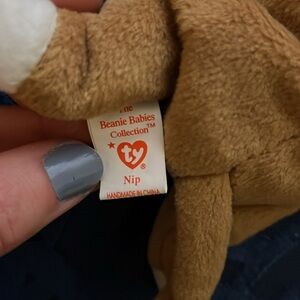 The
Beanie Babies
Collection™
ty®
Nip
HANDMADE IN CHINA